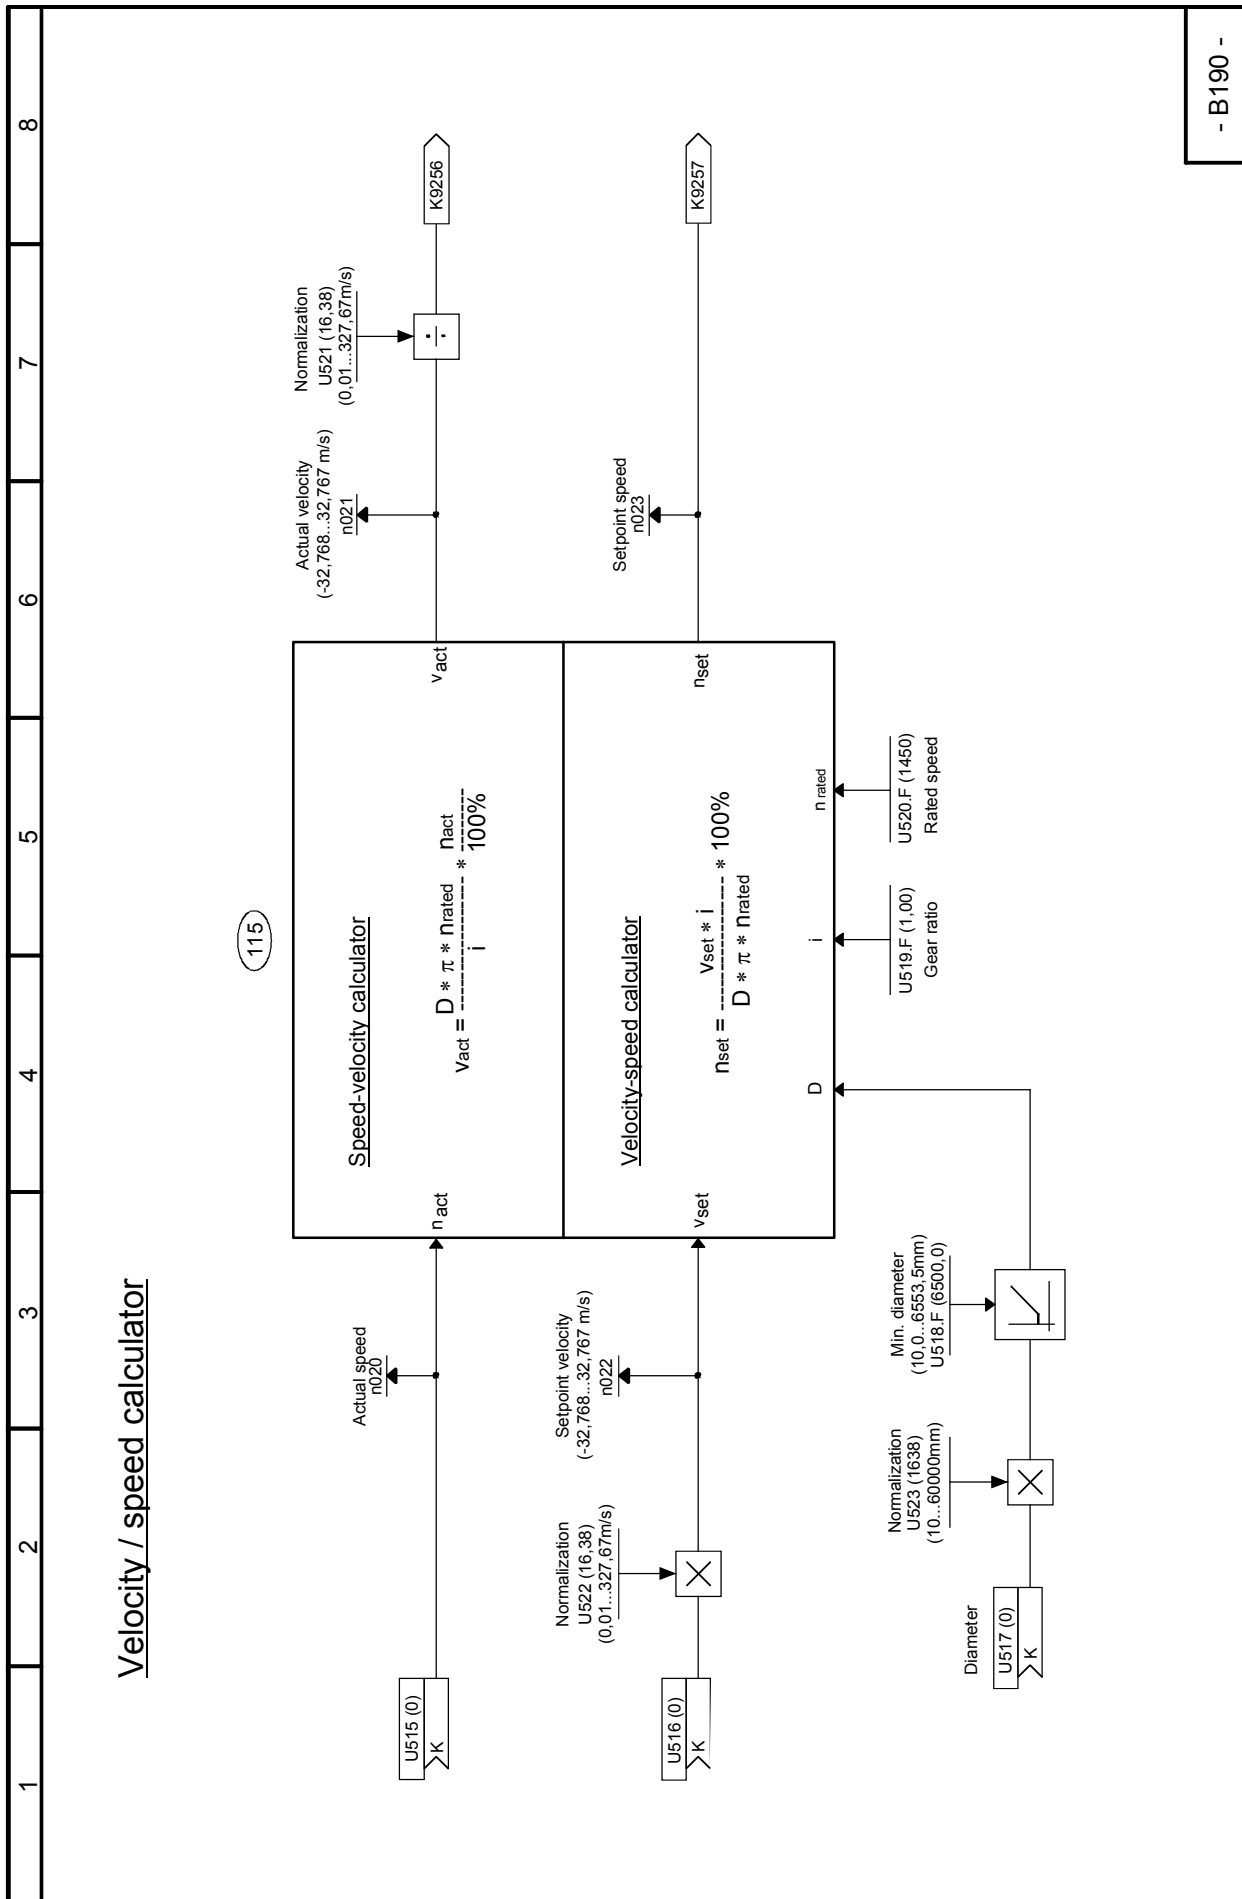 1
2
3
4
5
6
7
8
Velocity / speed calculator
115
Actual speed
n020
U515 (0)
K
n act
Speed-velocity calculator
vact = D * π * nrated / i * nact / 100%
vact
Actual velocity
(-32,768...32,767 m/s)
n021
Normalization
U521 (16,38)
(0,01...327,67m/s)
K9256
Normalization
U522 (16,38)
(0,01...327,67m/s)
Setpoint velocity
(-32,768...32,767 m/s)
n022
U516 (0)
K
vset
Velocity-speed calculator
nset = vset * i / D * π * nrated * 100%
nset
Setpoint speed
n023
K9257
D
i
n rated
U519.F (1,00)
Gear ratio
U520.F (1450)
Rated speed
Normalization
U523 (1638)
(10...60000mm)
Min. diameter
(10,0...6553,5mm)
U518.F (6500,0)
Diameter
U517 (0)
K
- B190 -